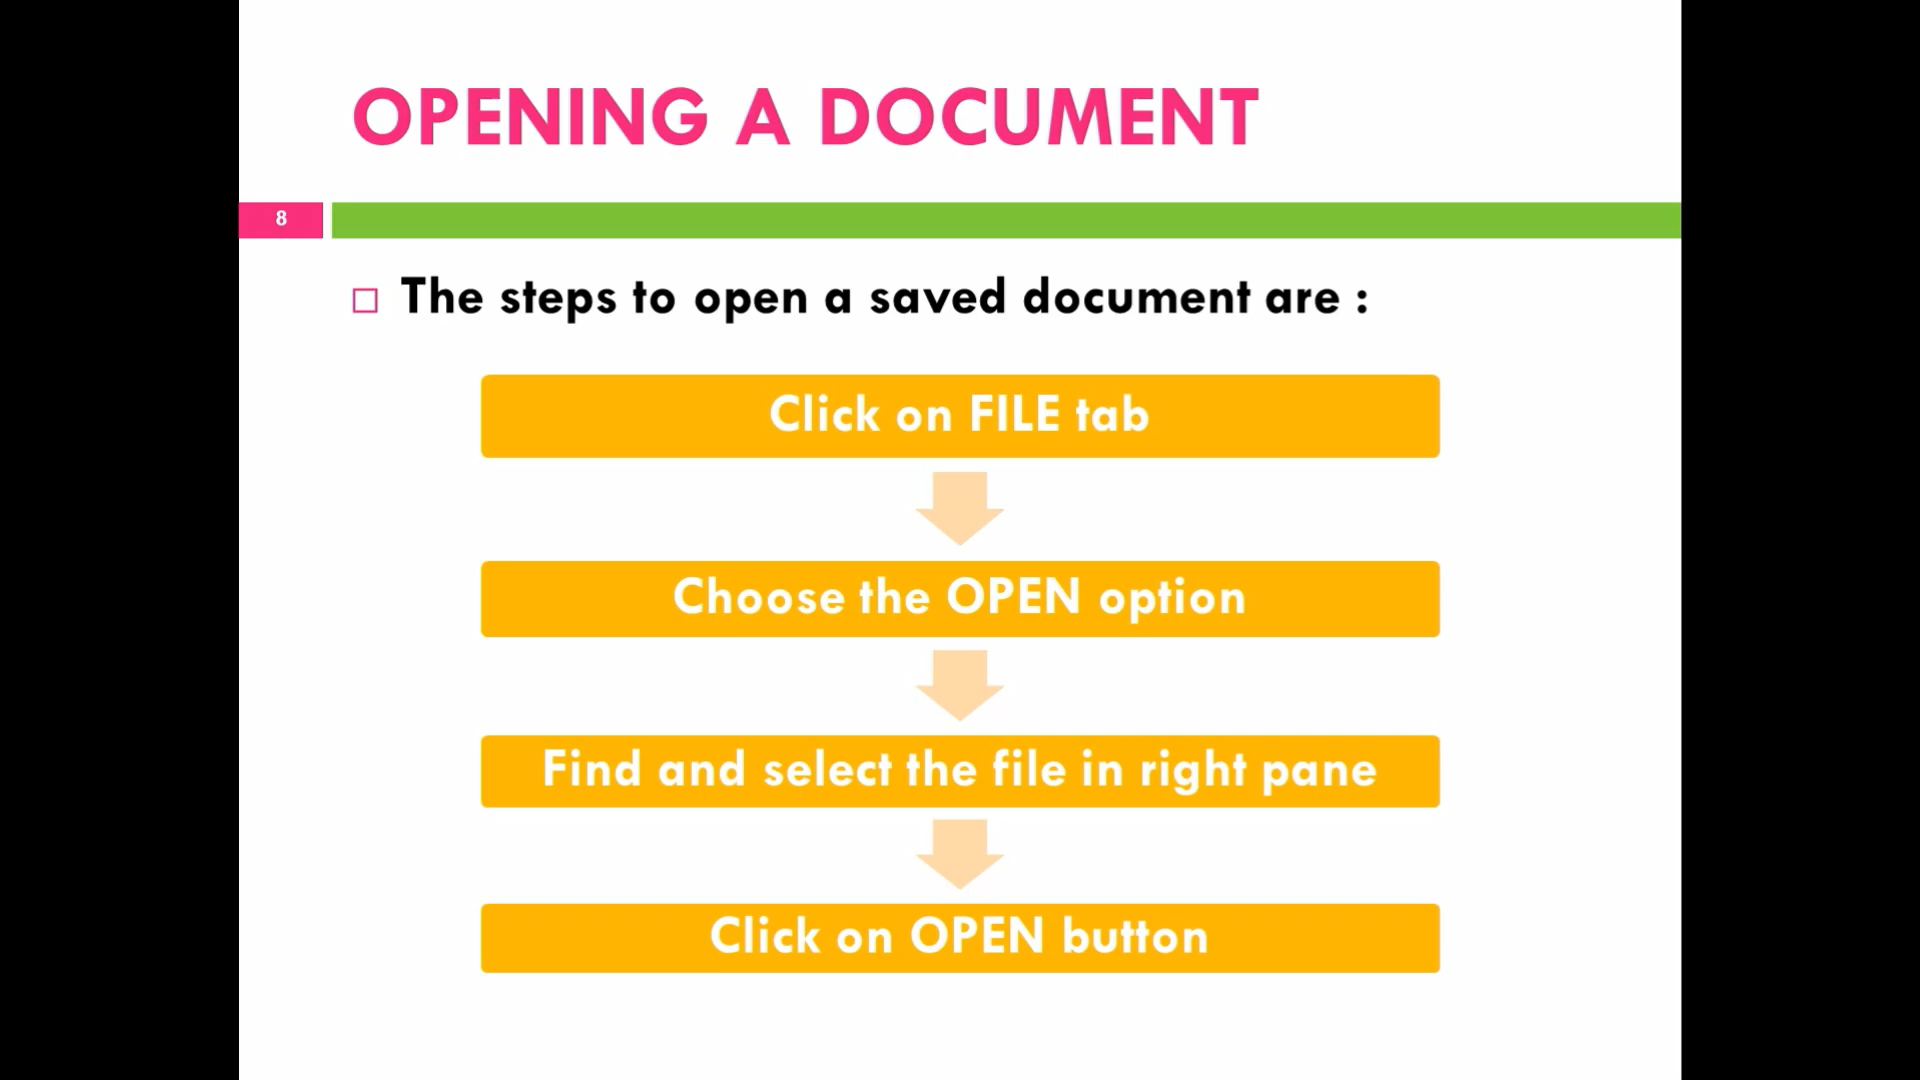 OPENING A DOCUMENT
8
The steps to open a saved document are :
Click on FILE tab
Choose the OPEN option
Find and select the file in right pane
Click on OPEN button